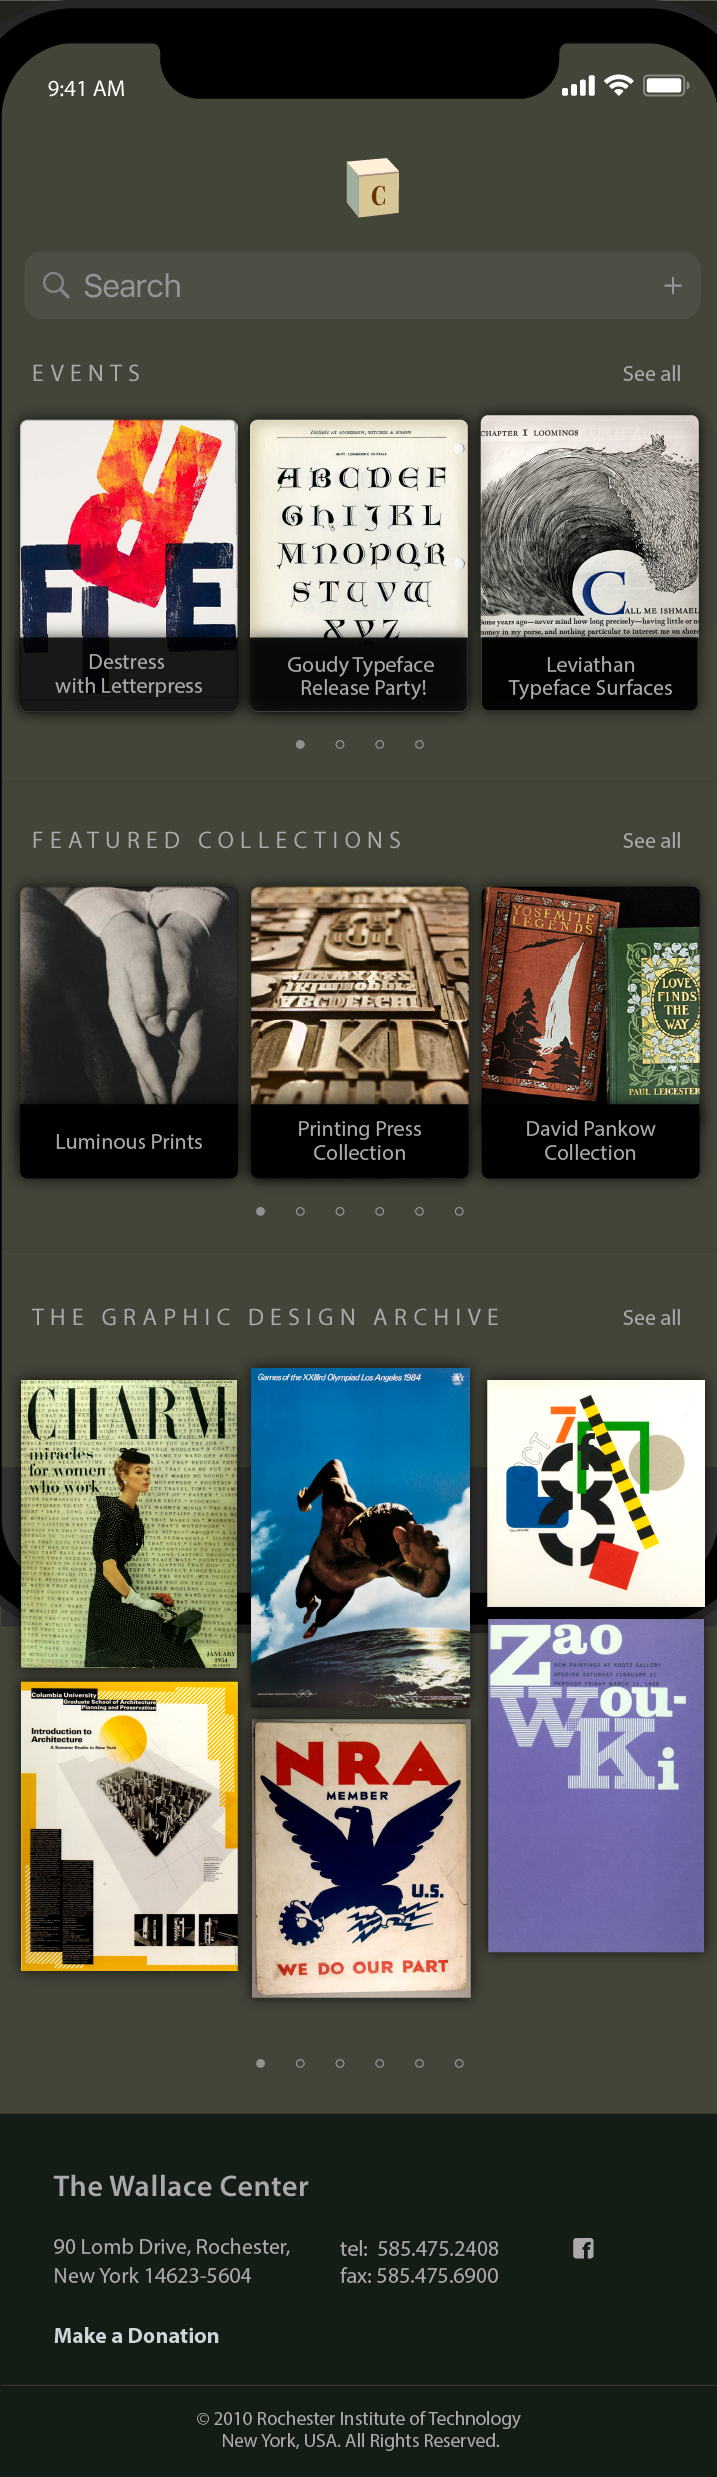 9:41 AM
C
Search
EVENTS
See all
FIE
Initials AT ANDERSON, RITCHIE & SIMON
ABCDEF
GhIJKL
MNOPQR
STUVW
XYZ
CHAPTER I LOOMINGS
CALL ME ISHMAEL
Some years ago—never mind how long precisely—having little or no
money in my purse, and nothing particular to interest me on shore
Destress
with Letterpress
Goudy Typeface
Release Party!
Leviathan
Typeface Surfaces
FEATURED COLLECTIONS
See all
YOSEMITE
LEGENDS
LOVE
FINDS
THE
WAY
PAUL LEICESTER
Luminous Prints
Printing Press
Collection
David Pankow
Collection
THE GRAPHIC DESIGN ARCHIVE
See all
CHARM
miracles
for women
who work
JANUARY
1954
Games of the XXIIIrd Olympiad Los Angeles 1984
7
Zao
NEW PAINTINGS AT KOOTZ GALLERY
OPENING SATURDAY FEBRUARY 21
Wou-
Ki
Columbia University
Graduate School of Architecture
Planning and Preservation
Introduction to
Architecture
A Summer Studio in New York
NRA
MEMBER
U.S.
WE DO OUR PART
The Wallace Center
90 Lomb Drive, Rochester,
New York 14623-5604
tel: 585.475.2408
fax: 585.475.6900
Make a Donation
© 2010 Rochester Institute of Technology
New York, USA. All Rights Reserved.